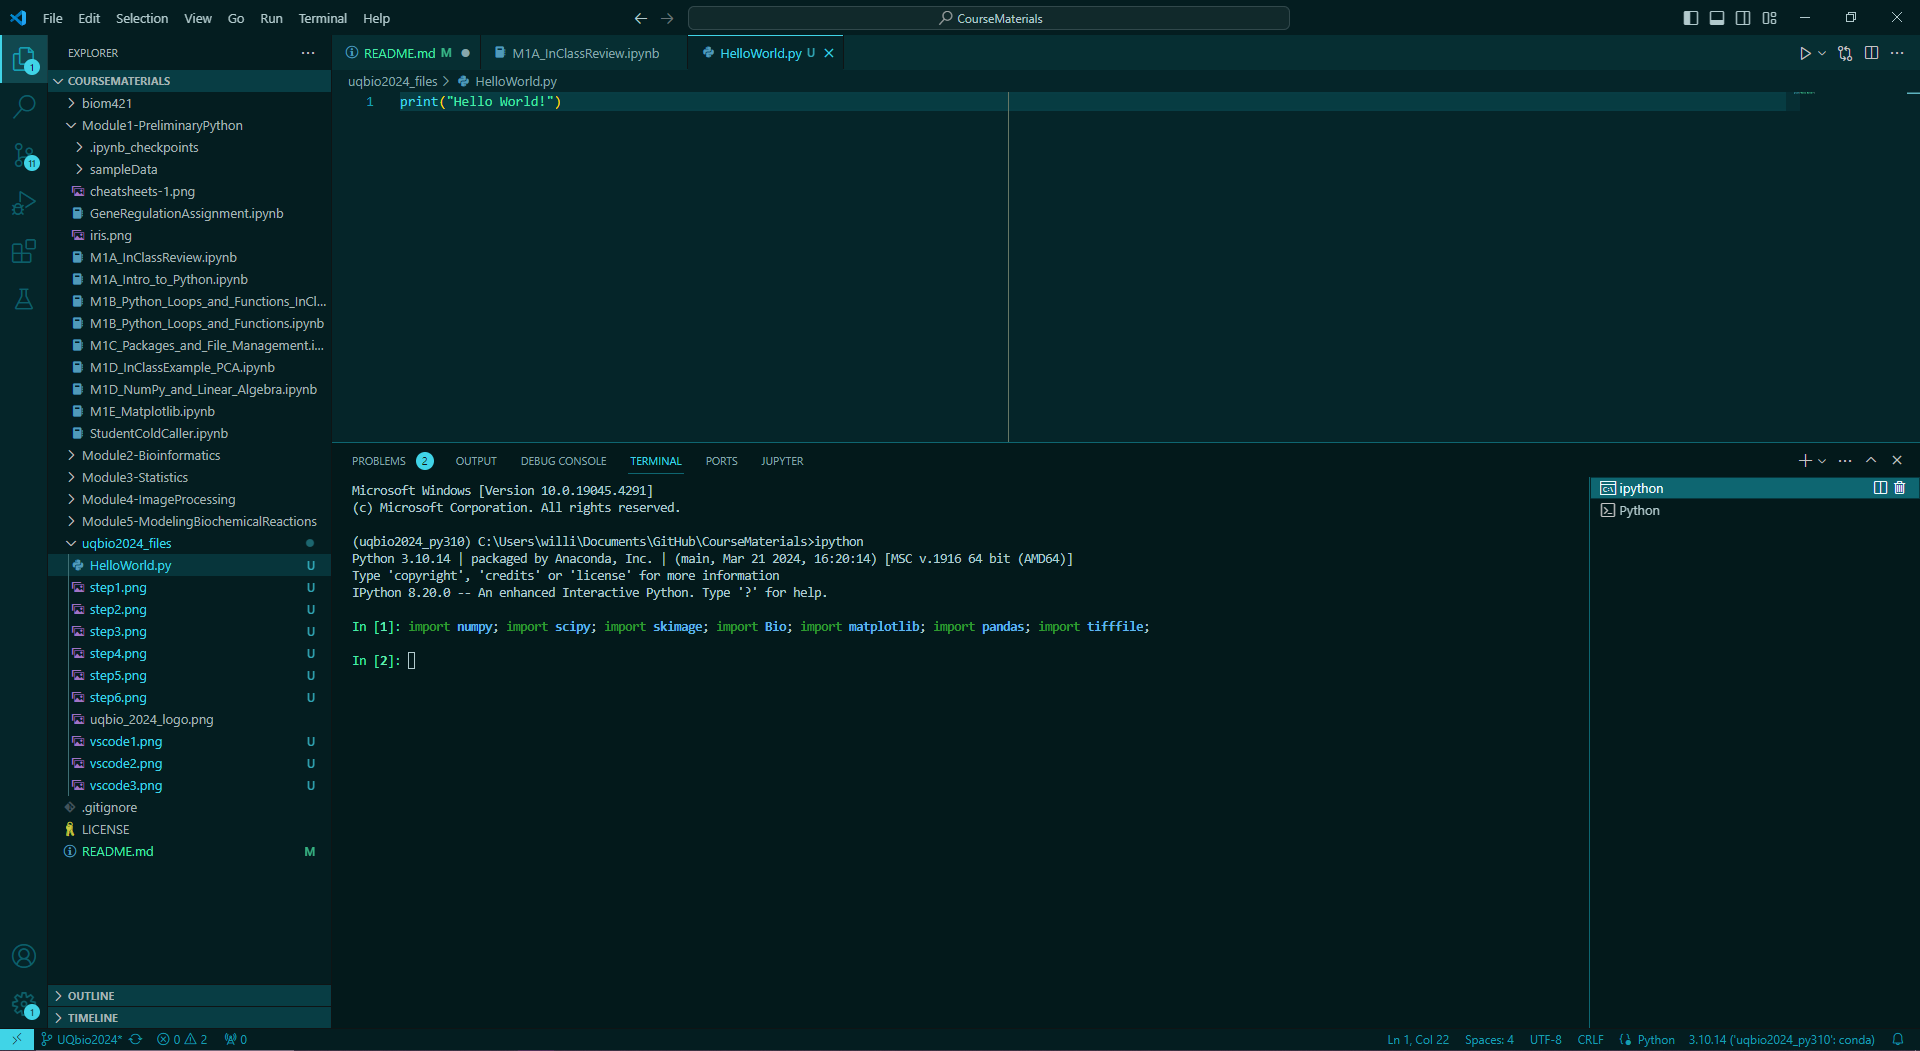 File Edit Selection View Go Run Terminal Help
CourseMaterials
EXPLORER
README.md M
M1A_InClassReview.ipynb
HelloWorld.py U
1
COURSEMATERIALS
uqbio2024_files > HelloWorld.py
1 print("Hello World!")
biom421
Module1-PreliminaryPython
.ipynb_checkpoints
11
sampleData
cheatsheets-1.png
GeneRegulationAssignment.ipynb
iris.png
M1A_InClassReview.ipynb
M1A_Intro_to_Python.ipynb
M1B_Python_Loops_and_Functions_InCl...
M1B_Python_Loops_and_Functions.ipynb
M1C_Packages_and_File_Management.i...
M1D_InClassExample_PCA.ipynb
M1D_NumPy_and_Linear_Algebra.ipynb
M1E_Matplotlib.ipynb
StudentColdCaller.ipynb
Module2-Bioinformatics
Module3-Statistics
Module4-ImageProcessing
Module5-ModelingBiochemicalReactions
uqbio2024_files
HelloWorld.py U
step1.png U
step2.png U
step3.png U
step4.png U
step5.png U
step6.png U
uqbio_2024_logo.png
vscode1.png U
vscode2.png U
vscode3.png U
.gitignore
LICENSE
README.md M
OUTLINE
1
TIMELINE
PROBLEMS 2 OUTPUT DEBUG CONSOLE TERMINAL PORTS JUPYTER
Microsoft Windows [Version 10.0.19045.4291]
(c) Microsoft Corporation. All rights reserved.
(uqbio2024_py310) C:\Users\willi\Documents\GitHub\CourseMaterials>ipython
Python 3.10.14 | packaged by Anaconda, Inc. | (main, Mar 21 2024, 16:20:14) [MSC v.1916 64 bit (AMD64)]
Type 'copyright', 'credits' or 'license' for more information
IPython 8.20.0 -- An enhanced Interactive Python. Type '?' for help.
In [1]: import numpy; import scipy; import skimage; import Bio; import matplotlib; import pandas; import tifffile;
In [2]:
ipython
Python
UQbio2024* 0 2 0
Ln 1, Col 22 Spaces: 4 UTF-8 CRLF Python 3.10.14 ('uqbio2024_py310': conda)